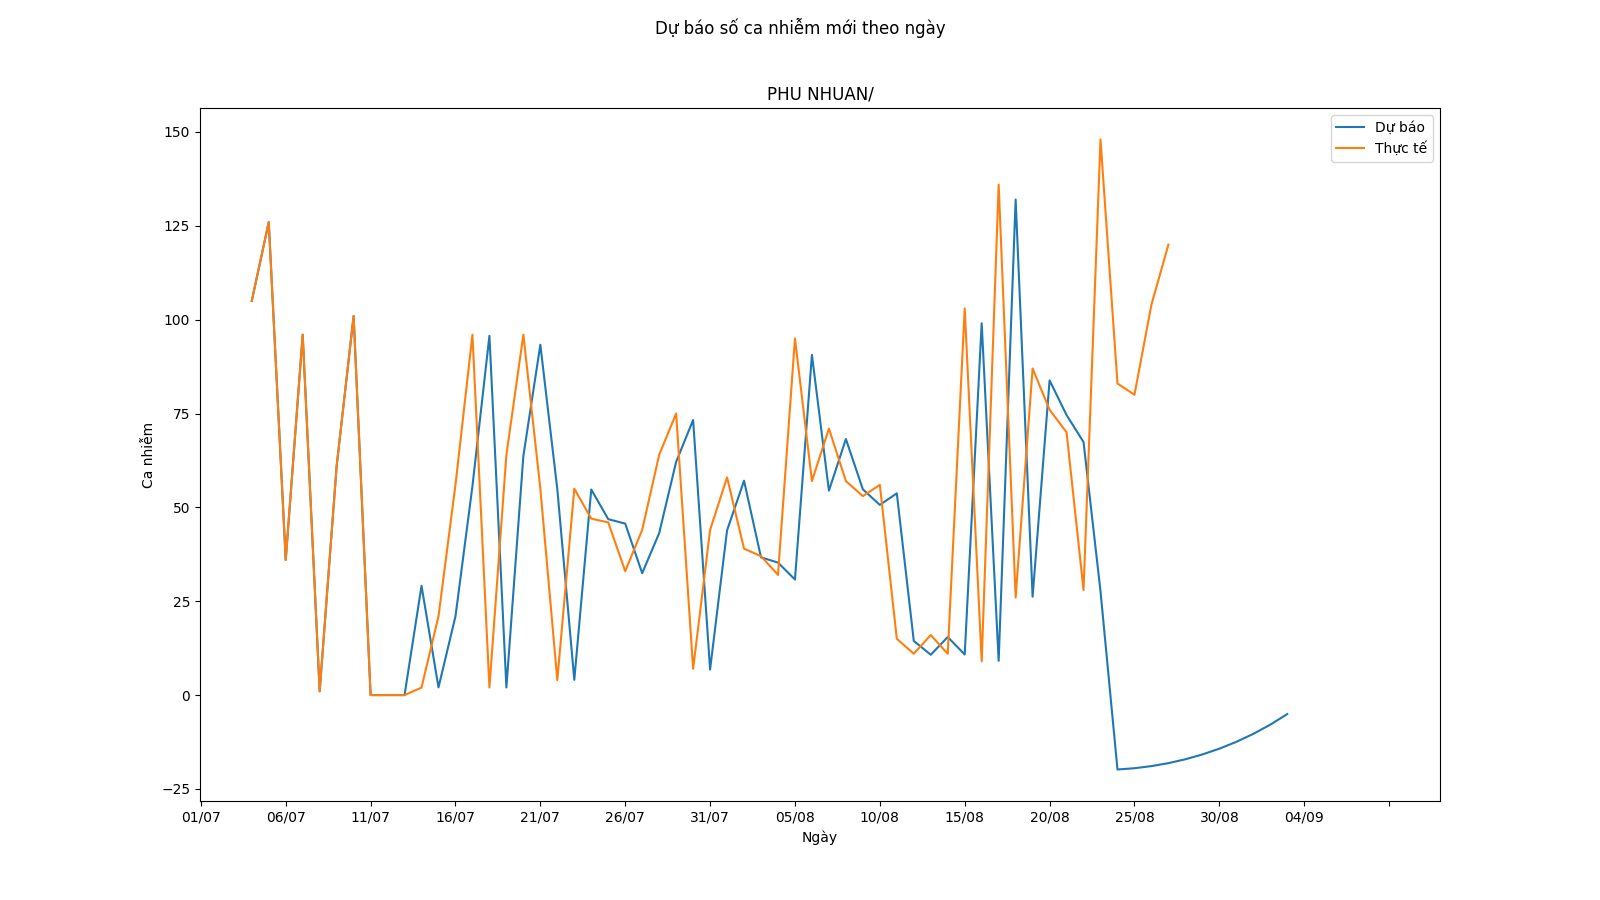 Dự báo số ca nhiễm mới theo ngày
PHU NHUAN/
Dự báo
Thực tế
Ca nhiễm
150
125
100
75
50
25
0
−25
01/07 06/07 11/07 16/07 21/07 26/07 31/07 05/08 10/08 15/08 20/08 25/08 30/08 04/09
Ngày